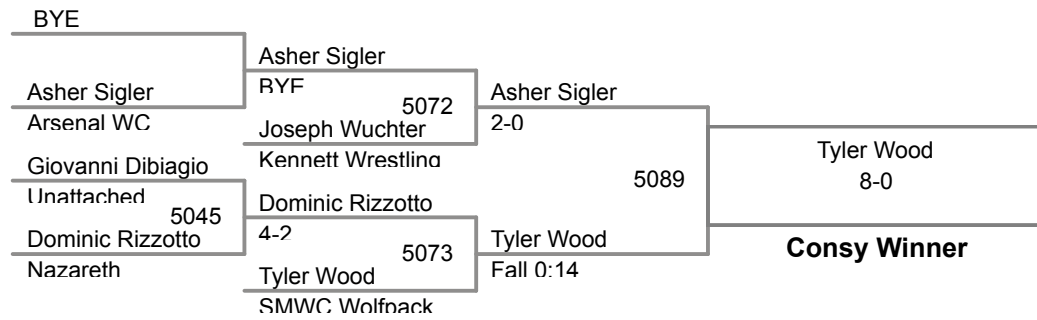 BYE
Asher Sigler
Arsenal WC
Giovanni Dibiagio
Unattached
5045
Dominic Rizzotto
Nazareth
Asher Sigler
BYE
5072
Joseph Wuchter
Kennett Wrestling
Dominic Rizzotto
4-2
5073
Tyler Wood
SMWC Wolfpack
Asher Sigler
2-0
5089
Tyler Wood
Fall 0:14
Tyler Wood
8-0
Consy Winner